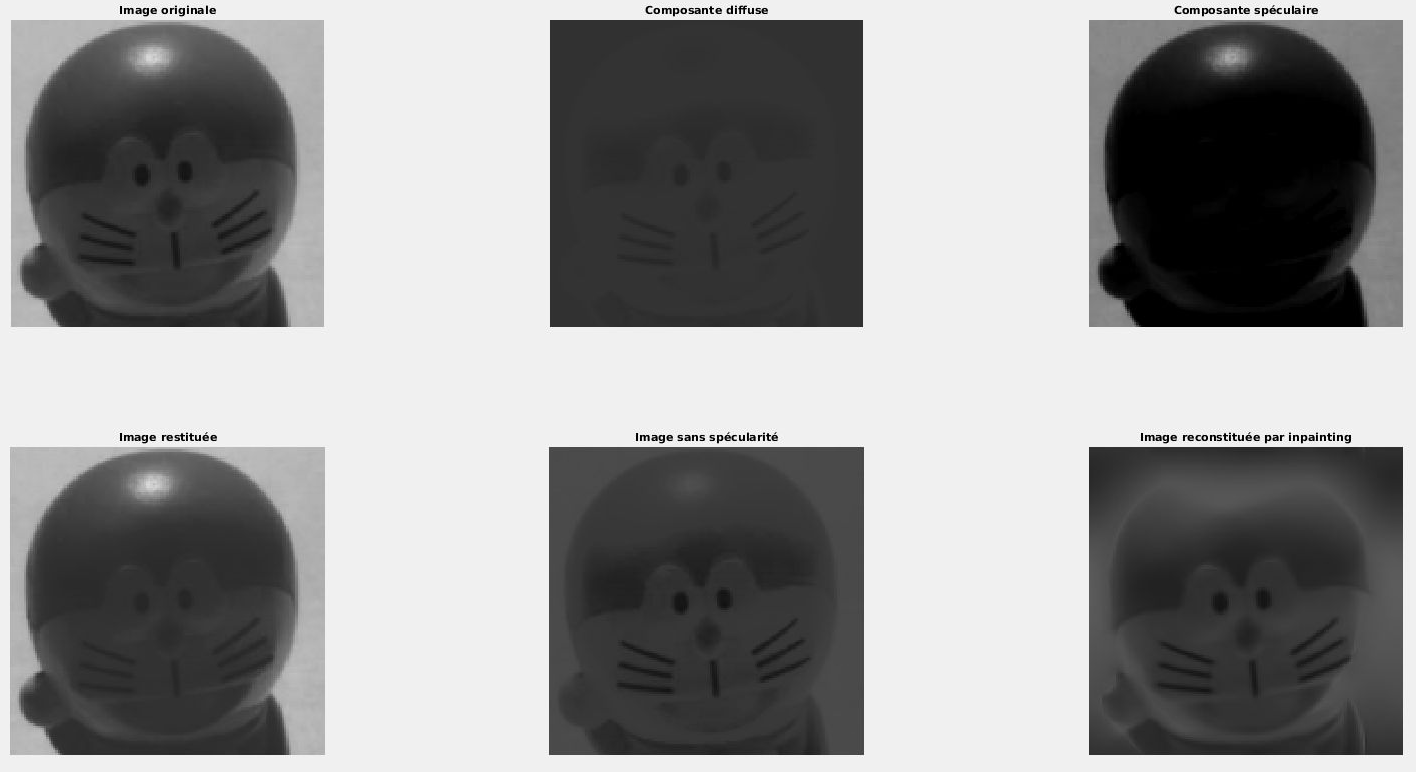 Image originale
Composante diffuse
Composante spéculaire
Image restituée
Image sans spécularité
Image reconstituée par inpainting